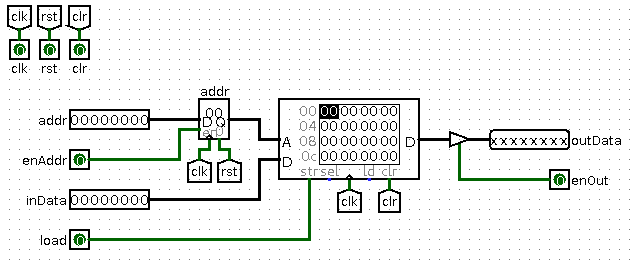 clk rst clr
0 0 0
clk rst clr
addr
addr 00000000
00
D Q
en 0
enAddr 0
inData 00000000
clk rst
00 00 00 00 00
04 00 00 00 00
08 00 00 00 00
0c 00 00 00 00
A
D
D
str sel ld clr
clk clr
xxxxxxxx outData
0 enOut
load 0